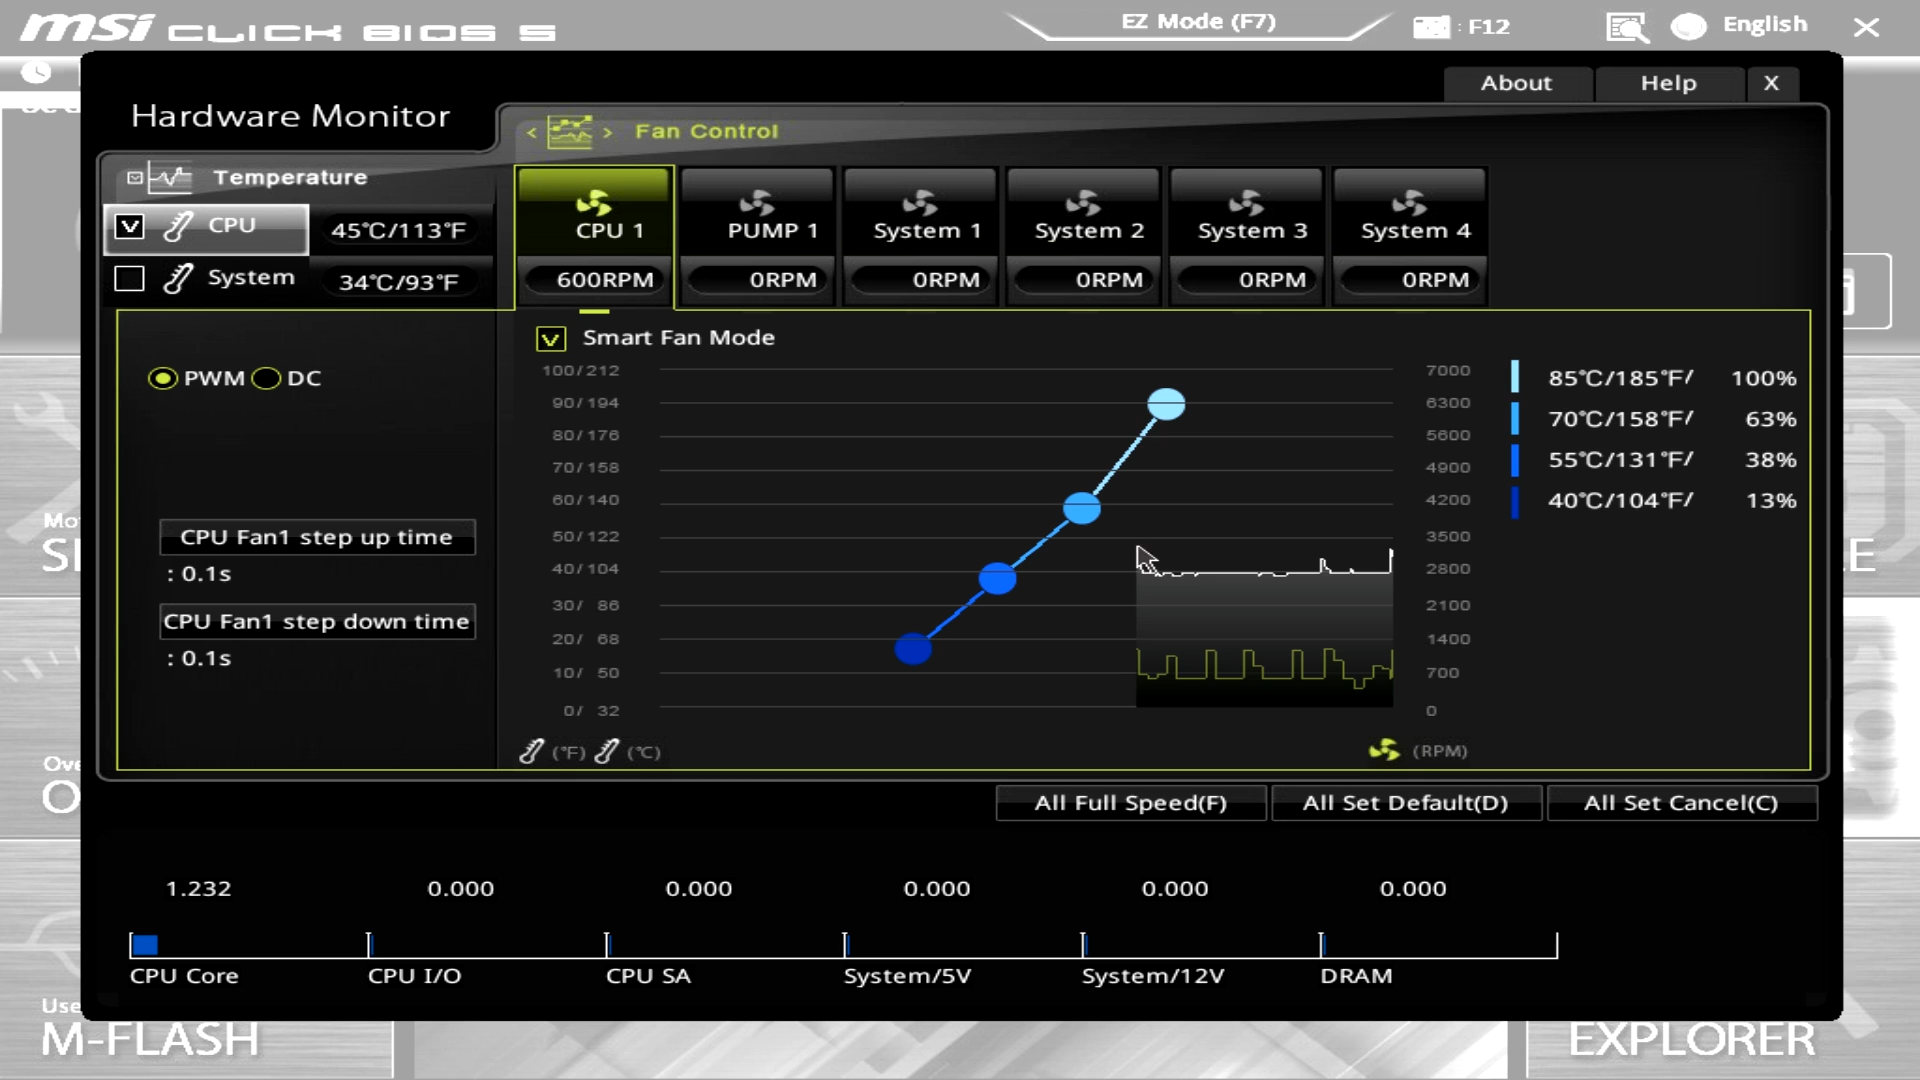 msi CLICK BIOS 5
EZ Mode (F7)
: F12
English
X
About
Help
X
Hardware Monitor
< > Fan Control
Temperature
CPU 45℃/113℉
System 34℃/93℉
CPU 1
PUMP 1
System 1
System 2
System 3
System 4
600RPM
0RPM
0RPM
0RPM
0RPM
0RPM
Smart Fan Mode
PWM DC
CPU Fan1 step up time
: 0.1s
CPU Fan1 step down time
: 0.1s
100/212
90/194
80/176
70/158
60/140
50/122
40/104
30/ 86
20/ 68
10/ 50
0/ 32
(℉) (℃)
7000
6300
5600
4900
4200
3500
2800
2100
1400
700
0
(RPM)
85℃/185℉/ 100%
70℃/158℉/ 63%
55℃/131℉/ 38%
40℃/104℉/ 13%
All Full Speed(F)
All Set Default(D)
All Set Cancel(C)
1.232
0.000
0.000
0.000
0.000
0.000
CPU Core
CPU I/O
CPU SA
System/5V
System/12V
DRAM
Use
M-FLASH
EXPLORER